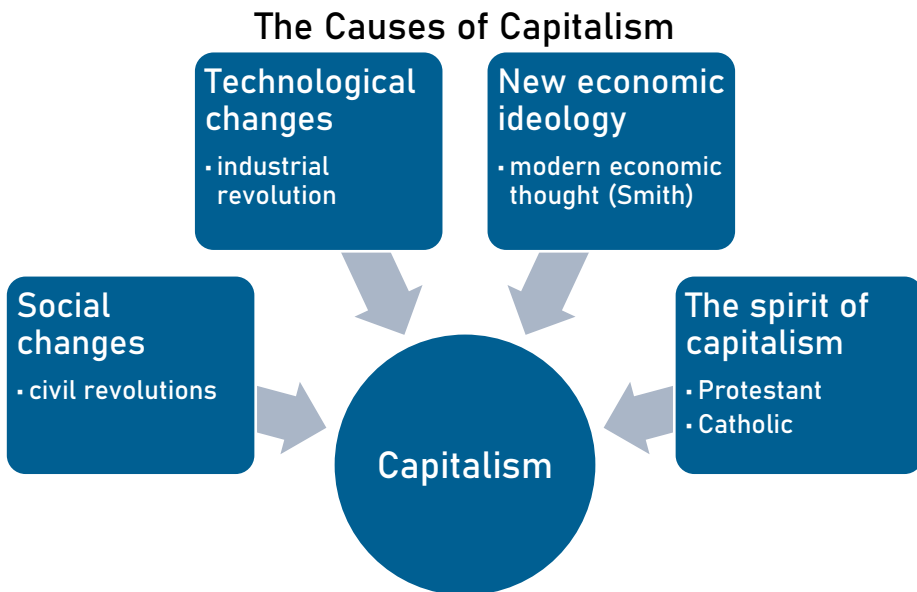 The Causes of Capitalism
Technological
changes
▪ industrial
revolution
New economic
ideology
▪ modern economic
thought (Smith)
Social
changes
▪ civil revolutions
The spirit of
capitalism
▪ Protestant
▪ Catholic
Capitalism